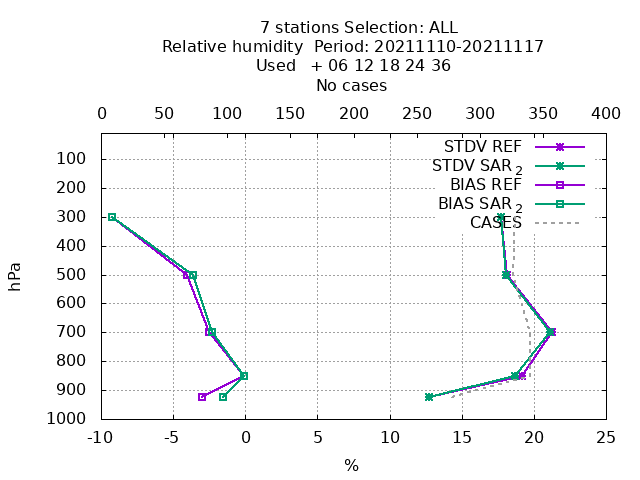 7 stations Selection: ALL
Relative humidity  Period: 20211110-20211117
Used   + 06 12 18 24 36
No cases
0 50 100 150 200 250 300 350 400
STDV REF
STDV SAR 2
BIAS REF
BIAS SAR 2
CASES
100
200
300
400
500
600
700
800
900
1000
hPa
-10 -5 0 5 10 15 20 25
%